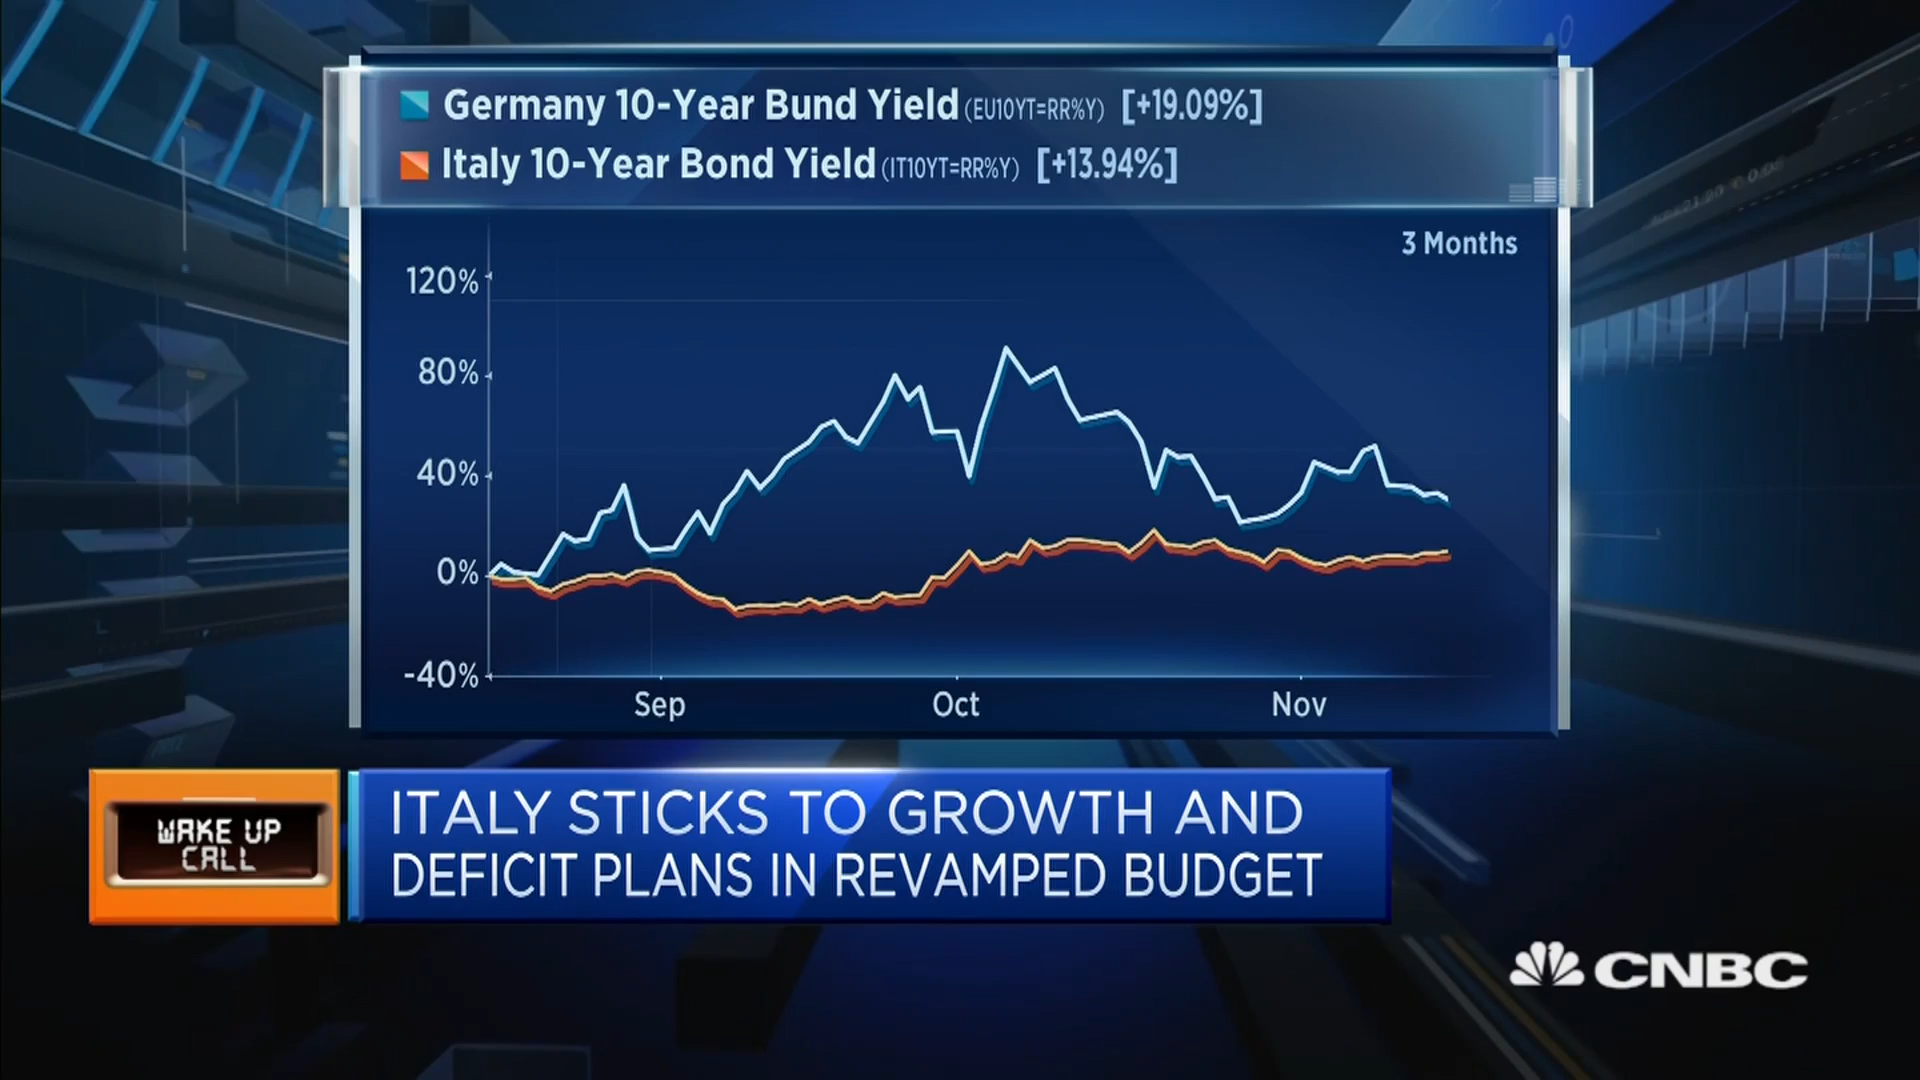 Germany 10-Year Bund Yield (EU10YT=RR%Y) [+19.09%]
Italy 10-Year Bond Yield (IT10YT=RR%Y) [+13.94%]
3 Months
120%
80%
40%
0%
-40%
Sep Oct Nov
WAKE UP
CALL
ITALY STICKS TO GROWTH AND
DEFICIT PLANS IN REVAMPED BUDGET
CNBC